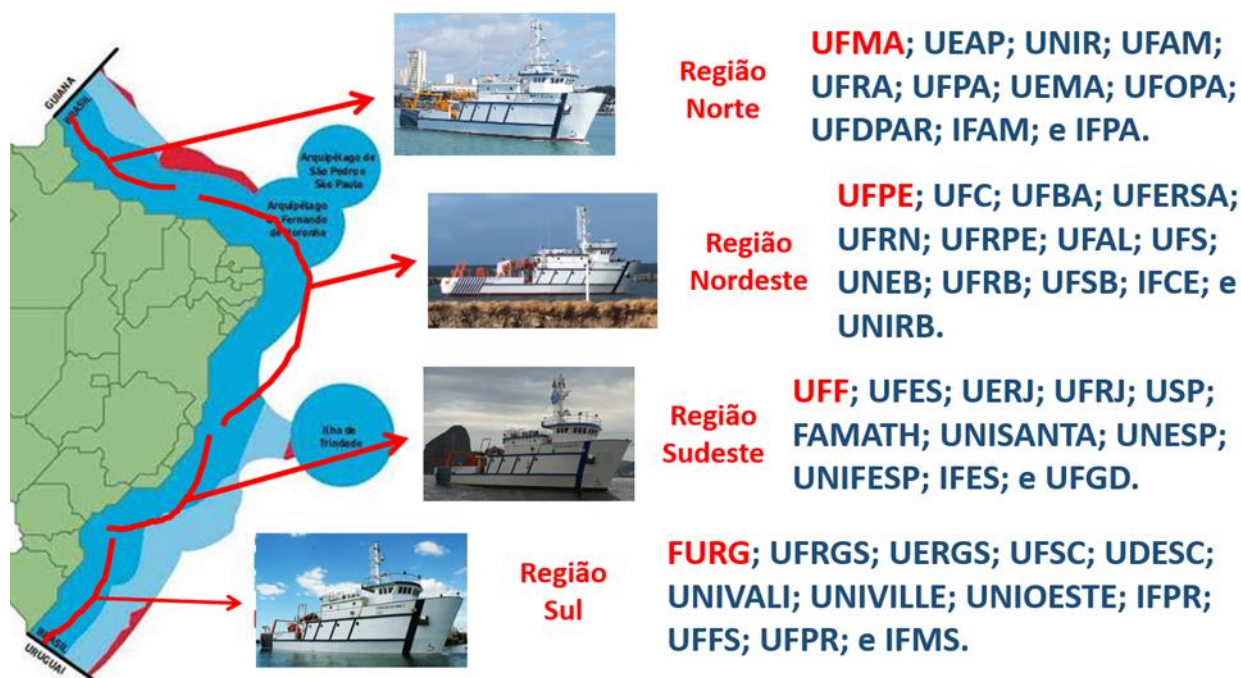 GUIANA
BRASIL
Arquipélago de
São Pedro e
São Paulo
Arquipélago
de Fernando
de Noronha
Ilha de
Trindade
BRASIL
URUGUAI
Região
Norte
UFMA; UEAP; UNIR; UFAM;
UFRA; UFPA; UEMA; UFOPA;
UFDPAR; IFAM; e IFPA.
Região
Nordeste
UFPE; UFC; UFBA; UFERSA;
UFRN; UFRPE; UFAL; UFS;
UNEB; UFRB; UFSB; IFCE; e
UNIRB.
Região
Sudeste
UFF; UFES; UERJ; UFRJ; USP;
FAMATH; UNISANTA; UNESP;
UNIFESP; IFES; e UFGD.
Região
Sul
FURG; UFRGS; UERGS; UFSC; UDESC;
UNIVALI; UNIVILLE; UNIOESTE; IFPR;
UFFS; UFPR; e IFMS.